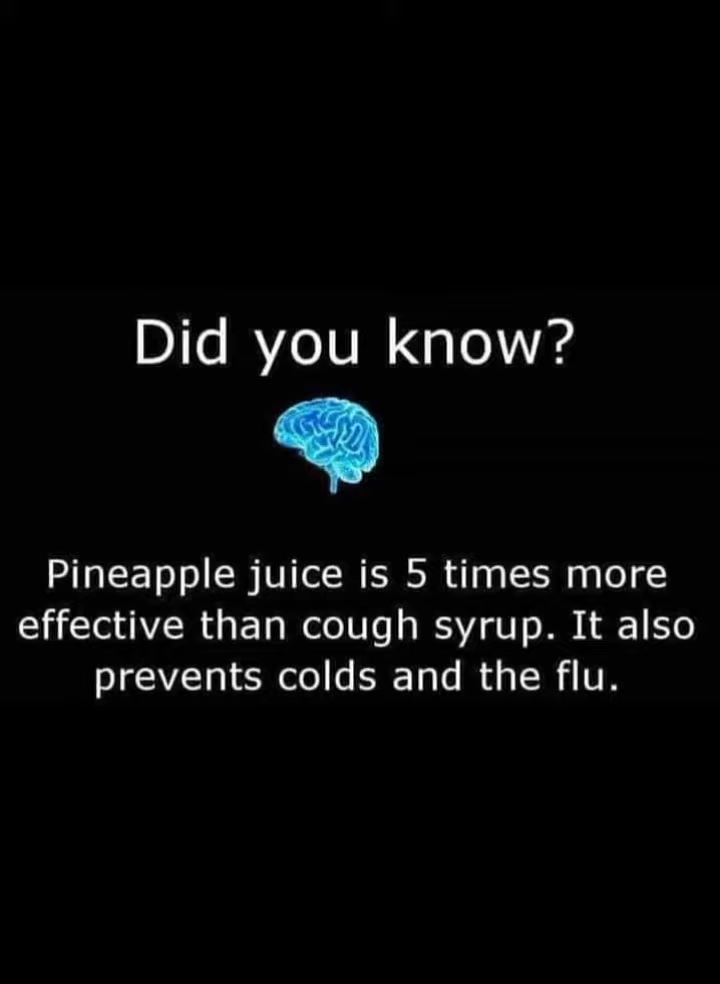 Did you know?
Pineapple juice is 5 times more
effective than cough syrup. It also
prevents colds and the flu.